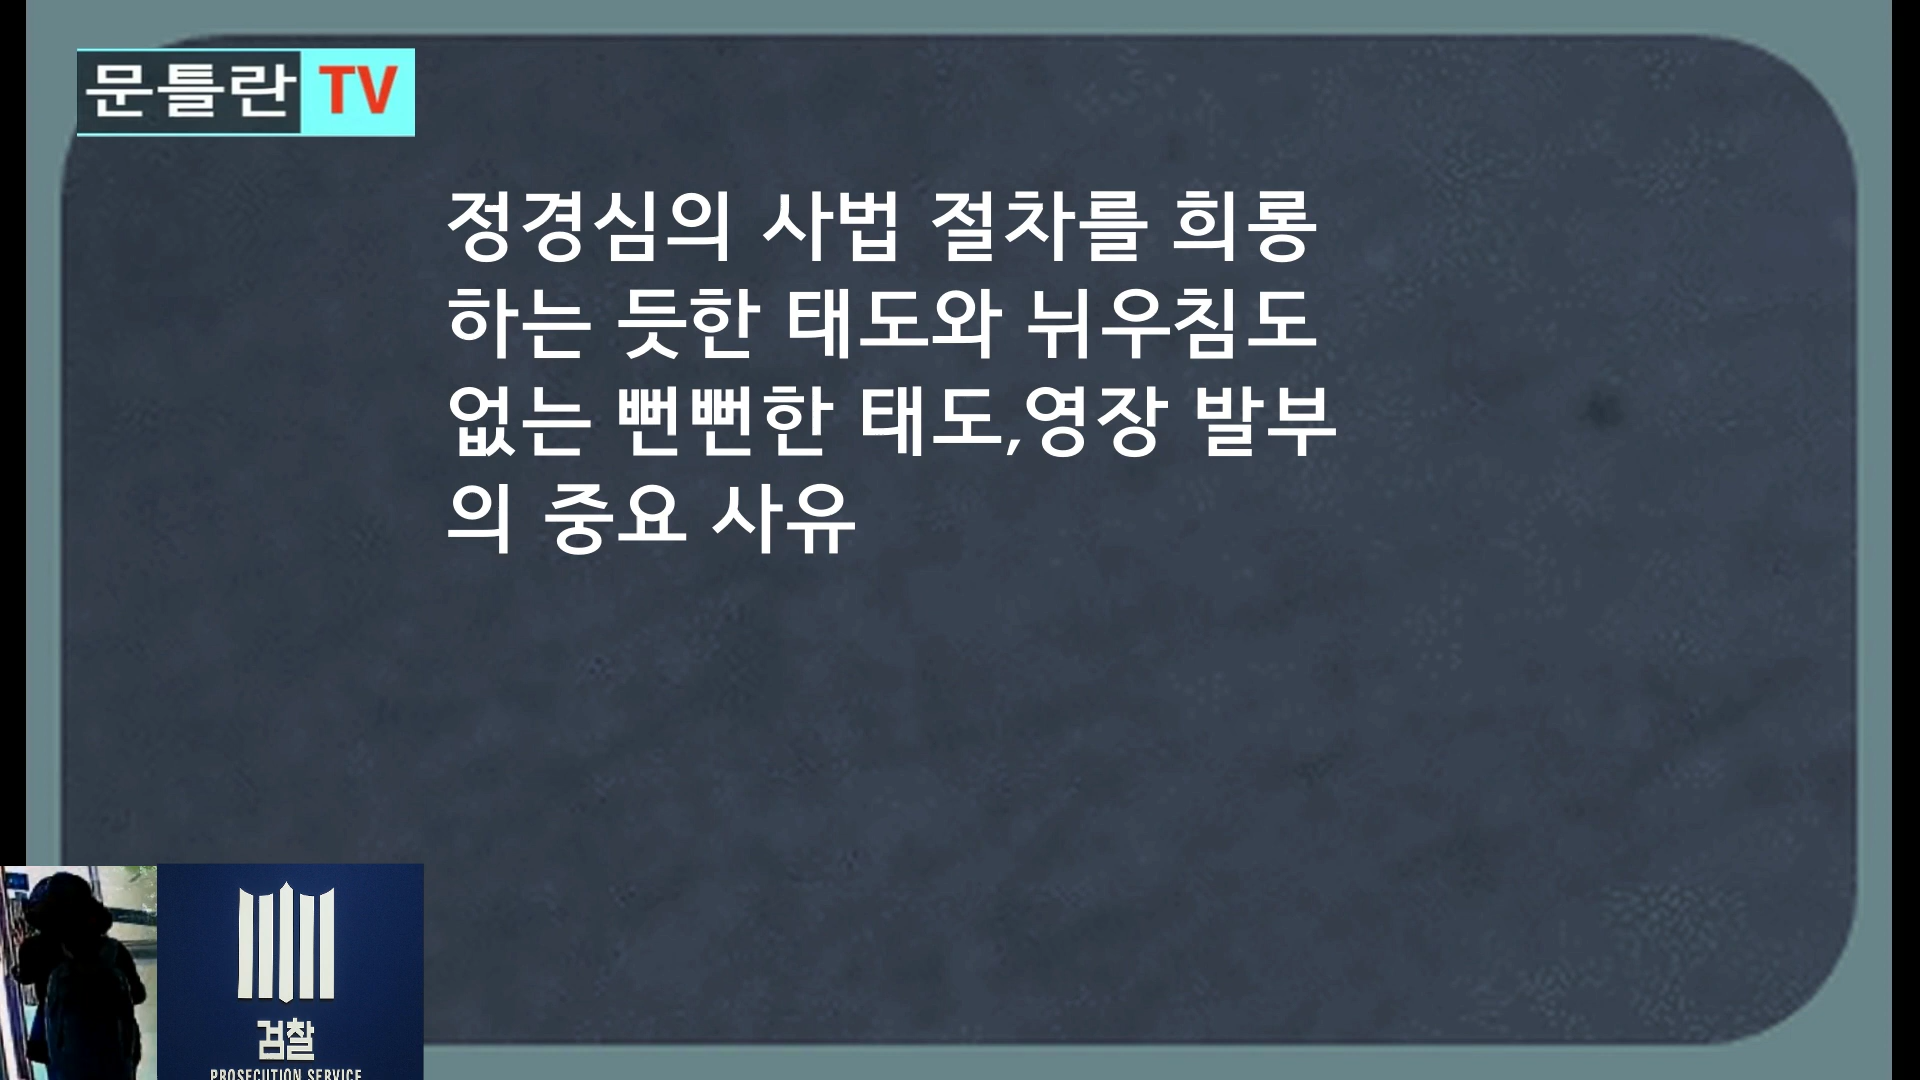 문틀란 TV
정경심의 사법 절차를 희롱
하는 듯한 태도와 뉘우침도
없는 뻔뻔한 태도,영장 발부
의 중요 사유
검찰
PROSECUTION SERVICE